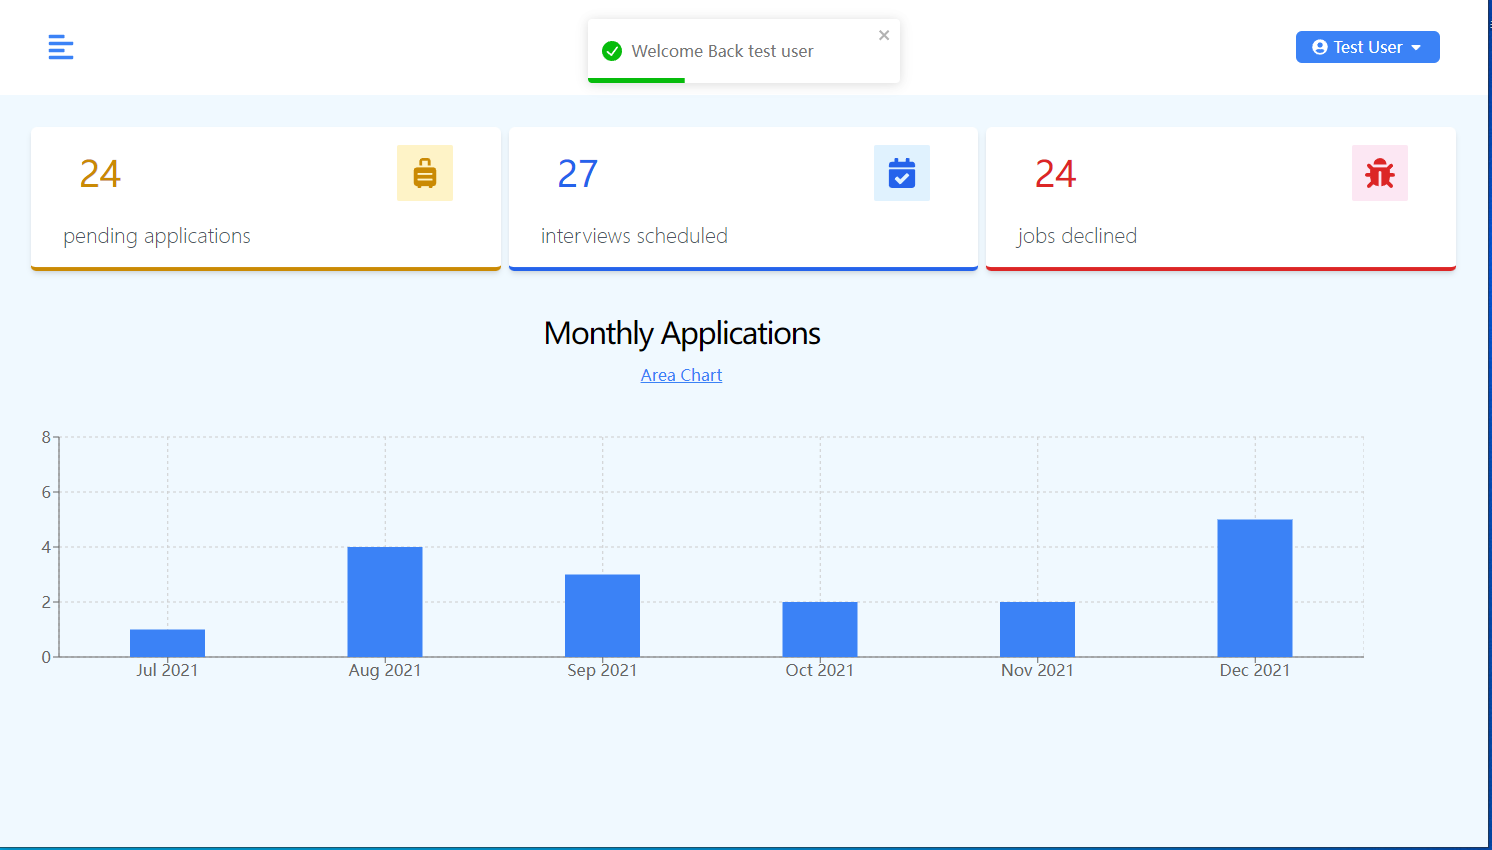 Welcome Back test user
Test User
24
pending applications
27
interviews scheduled
24
jobs declined
Monthly Applications
Area Chart
8
6
4
2
0
Jul 2021 Aug 2021 Sep 2021 Oct 2021 Nov 2021 Dec 2021